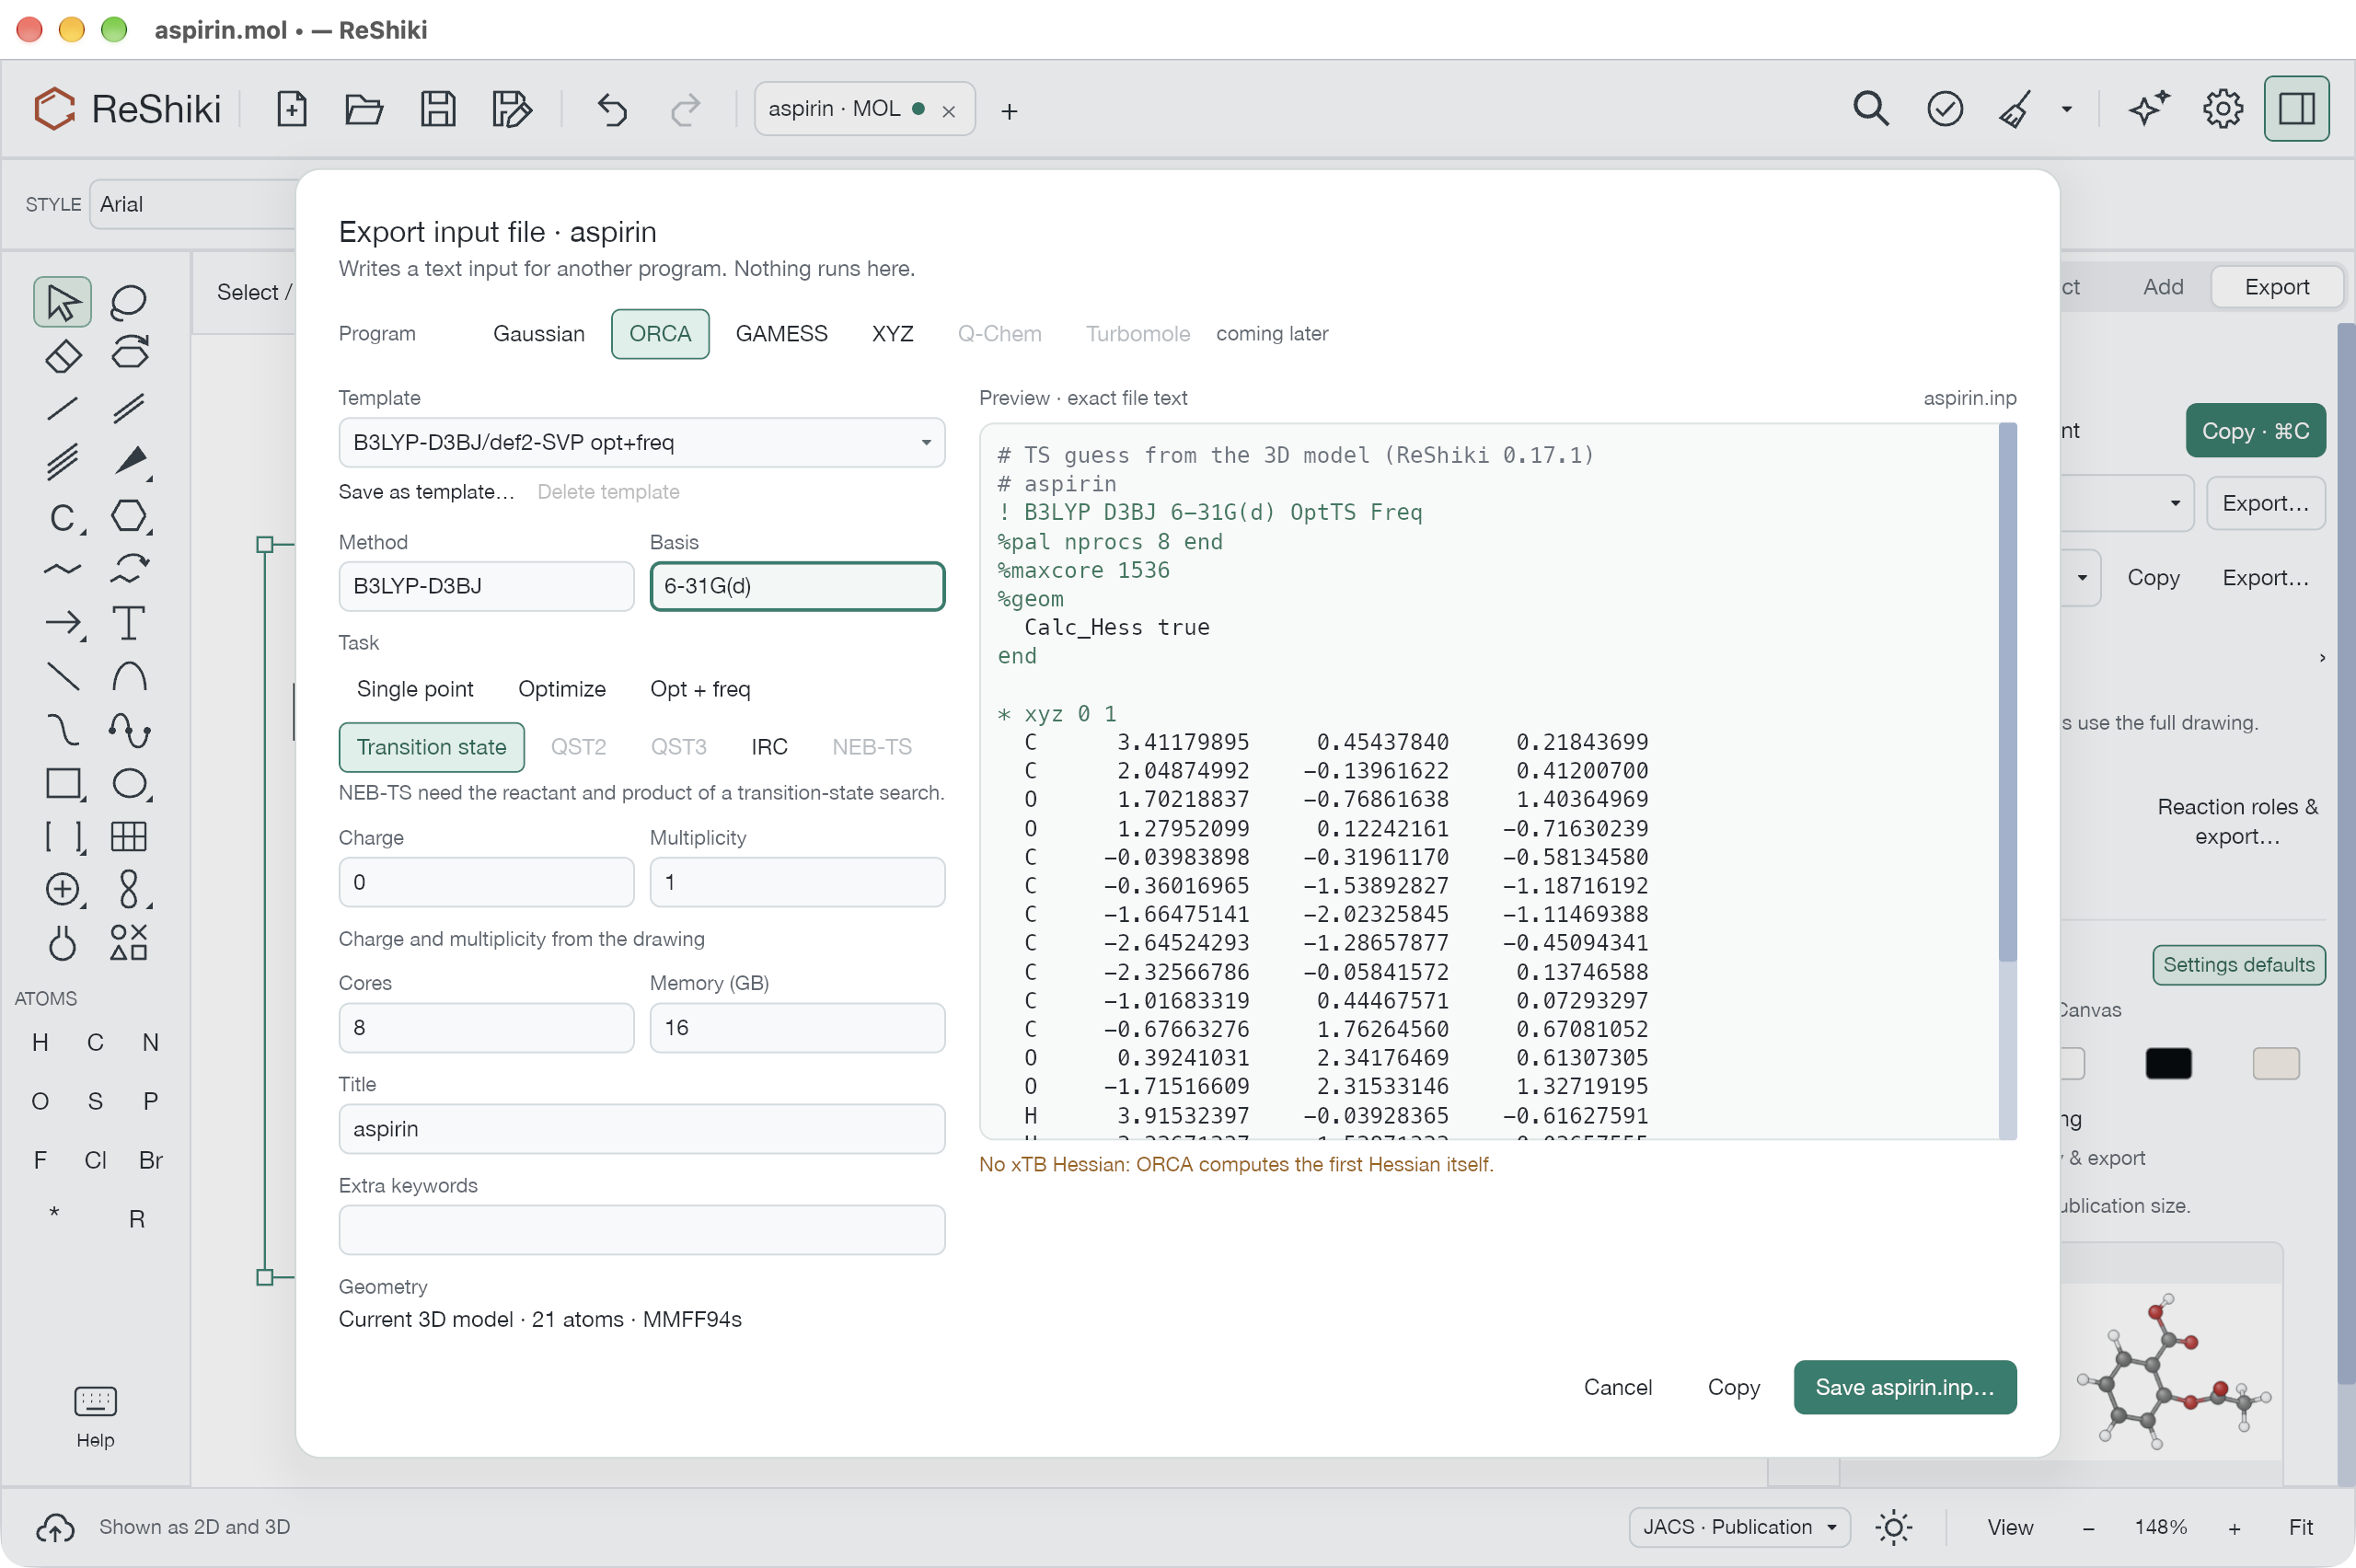 aspirin.mol • — ReShiki
ReShiki
aspirin · MOL
STYLE
Arial
Select /
ct
Add
Export
Export input file · aspirin
Writes a text input for another program. Nothing runs here.
Program
Gaussian
ORCA
GAMESS
XYZ
Q-Chem
Turbomole
coming later
Template
B3LYP-D3BJ/def2-SVP opt+freq
Save as template...
Delete template
Method
Basis
B3LYP-D3BJ
6-31G(d)
Task
Single point
Optimize
Opt + freq
Transition state
QST2
QST3
IRC
NEB-TS
NEB-TS need the reactant and product of a transition-state search.
Charge
Multiplicity
0
1
Charge and multiplicity from the drawing
Cores
Memory (GB)
8
16
Title
aspirin
Extra keywords
Geometry
Current 3D model · 21 atoms · MMFF94s
Preview · exact file text
aspirin.inp
# TS guess from the 3D model (ReShiki 0.17.1)
# aspirin
! B3LYP D3BJ 6-31G(d) OptTS Freq
%pal nprocs 8 end
%maxcore 1536
%geom
Calc_Hess true
end
* xyz 0 1
C 3.41179895 0.45437840 0.21843699
C 2.04874992 -0.13961622 0.41200700
O 1.70218837 -0.76861638 1.40364969
O 1.27952099 0.12242161 -0.71630239
C -0.03983898 -0.31961170 -0.58134580
C -0.36016965 -1.53892827 -1.18716192
C -1.66475141 -2.02325845 -1.11469388
C -2.64524293 -1.28657877 -0.45094341
C -2.32566786 -0.05841572 0.13746588
C -1.01683319 0.44467571 0.07293297
C -0.67663276 1.76264560 0.67081052
O 0.39241031 2.34176469 0.61307305
O -1.71516609 2.31533146 1.32719195
H 3.91532397 -0.03928365 -0.61627591
No xTB Hessian: ORCA computes the first Hessian itself.
Cancel
Copy
Save aspirin.inp...
nt
Copy · ⌘C
Export...
Copy
Export...
s use the full drawing.
Reaction roles &
export...
Settings defaults
Canvas
ng
& export
ublication size.
C
T
ATOMS
H C N
O S P
F Cl Br
* R
Help
Shown as 2D and 3D
JACS · Publication
View
−
148%
+
Fit